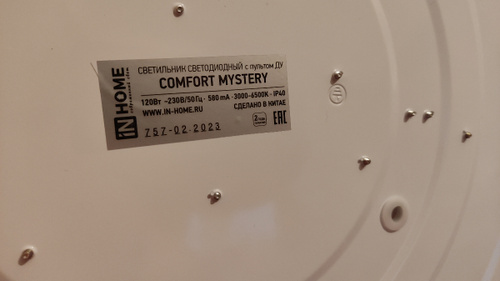 IN HOME
СВЕТИЛЬНИК СВЕТОДИОДНЫЙ с пультом ДУ
COMFORT MYSTERY
120Вт ~230В/50Гц · 580 mA · 3000-6500K · IP40
WWW.IN-HOME.RU СДЕЛАНО В КИТАЕ
757-02.2023
EAC